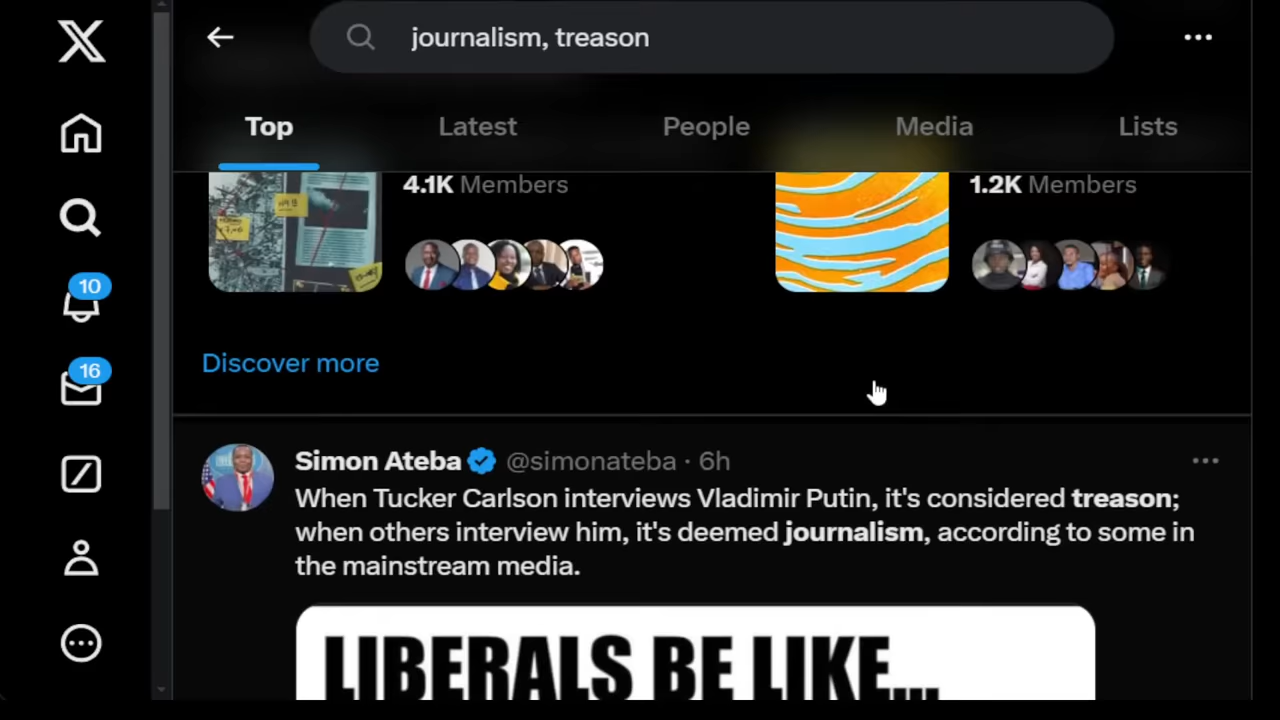 journalism, treason
Top Latest People Media Lists
4.1K Members
1.2K Members
10
16
Discover more
Simon Ateba @simonateba · 6h
When Tucker Carlson interviews Vladimir Putin, it's considered treason;
when others interview him, it's deemed journalism, according to some in
the mainstream media.
LIBERALS BE LIKE...